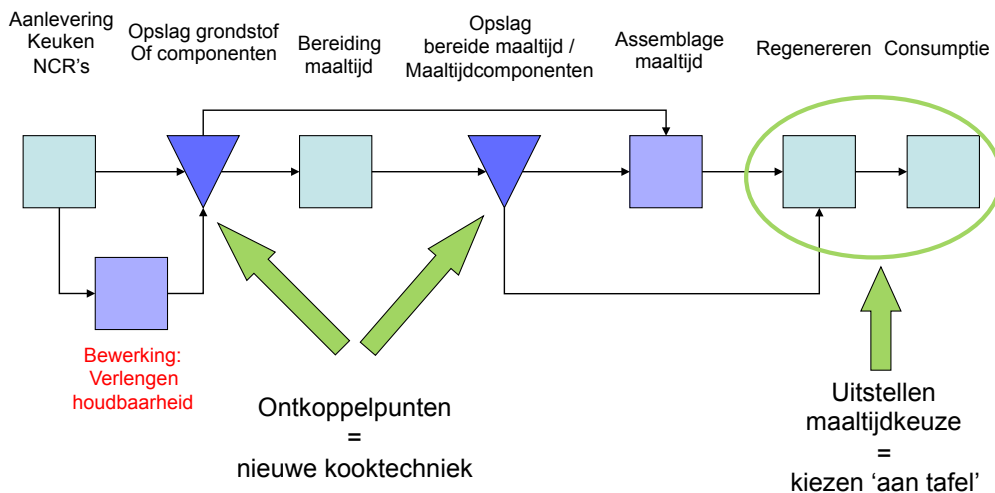 Aanlevering
Keuken
NCR's
Opslag grondstof
Of componenten
Bereiding
maaltijd
Opslag
bereide maaltijd /
Maaltijdcomponenten
Assemblage
maaltijd
Regenereren
Consumptie
Bewerking:
Verlengen
houdbaarheid
Ontkoppelpunten
=
nieuwe kooktechniek
Uitstellen
maaltijdkeuze
=
kiezen ‘aan tafel’